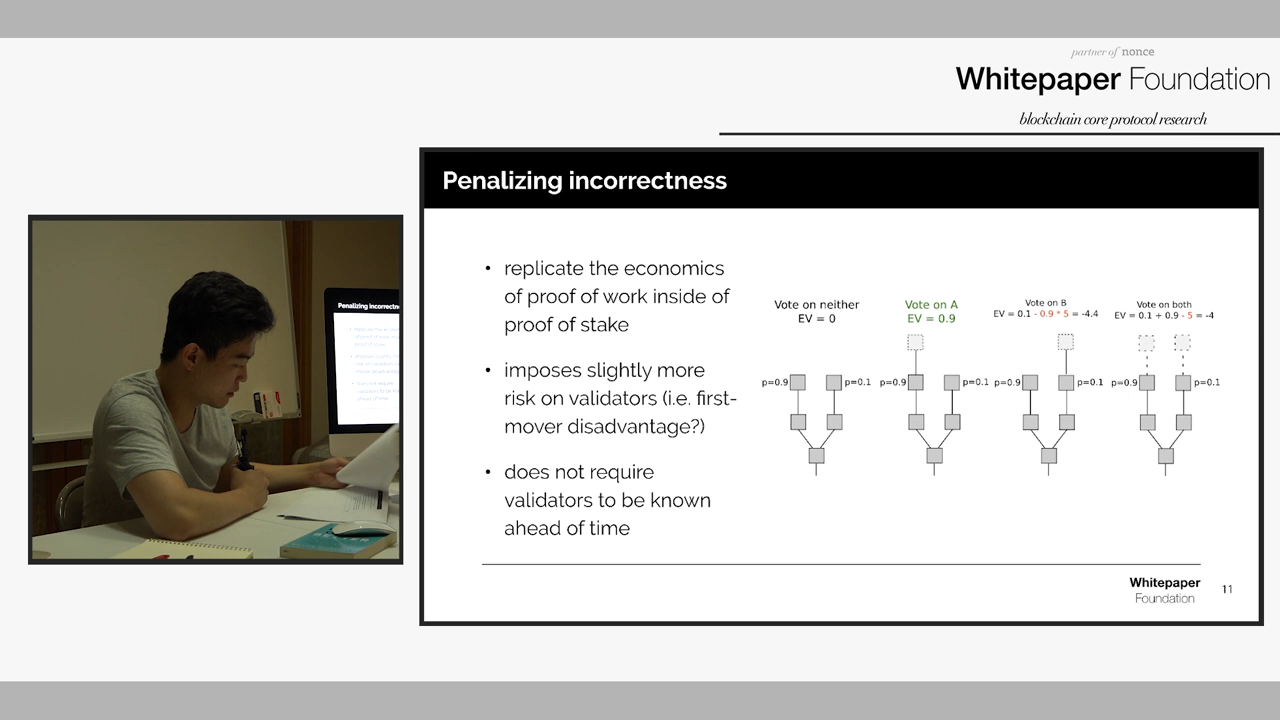 partner of nonce
Whitepaper Foundation
blockchain core protocol research
Penalizing incorrectness
• replicate the economics
of proof of work inside of
proof of stake
• imposes slightly more
risk on validators (i.e. first-
mover disadvantage?)
• does not require
validators to be known
ahead of time
Vote on neither
EV = 0
Vote on A
EV = 0.9
Vote on B
EV = 0.1 - 0.9 * 5 = -4.4
Vote on both
EV = 0.1 + 0.9 - 5 = -4
p=0.9 p=0.1 p=0.9 p=0.1 p=0.9 p=0.1 p=0.9 p=0.1
Whitepaper
Foundation
11
Penalizing incorrectne